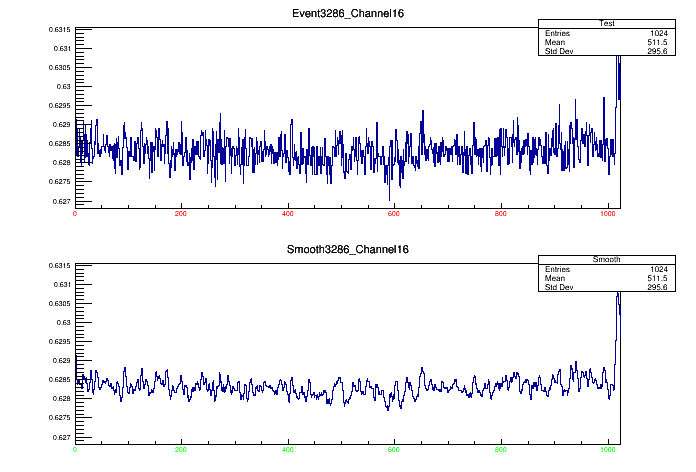 Event3286_Channel16
Test
Entries 1024
Mean 511.5
Std Dev 295.6
0.6315
0.631
0.6305
0.63
0.6295
0.629
0.6285
0.628
0.6275
0.627
0 200 400 600 800 1000
Smooth3286_Channel16
Smooth
Entries 1024
Mean 511.5
Std Dev 295.6
0.6315
0.631
0.6305
0.63
0.6295
0.629
0.6285
0.628
0.6275
0.627
0 200 400 600 800 1000